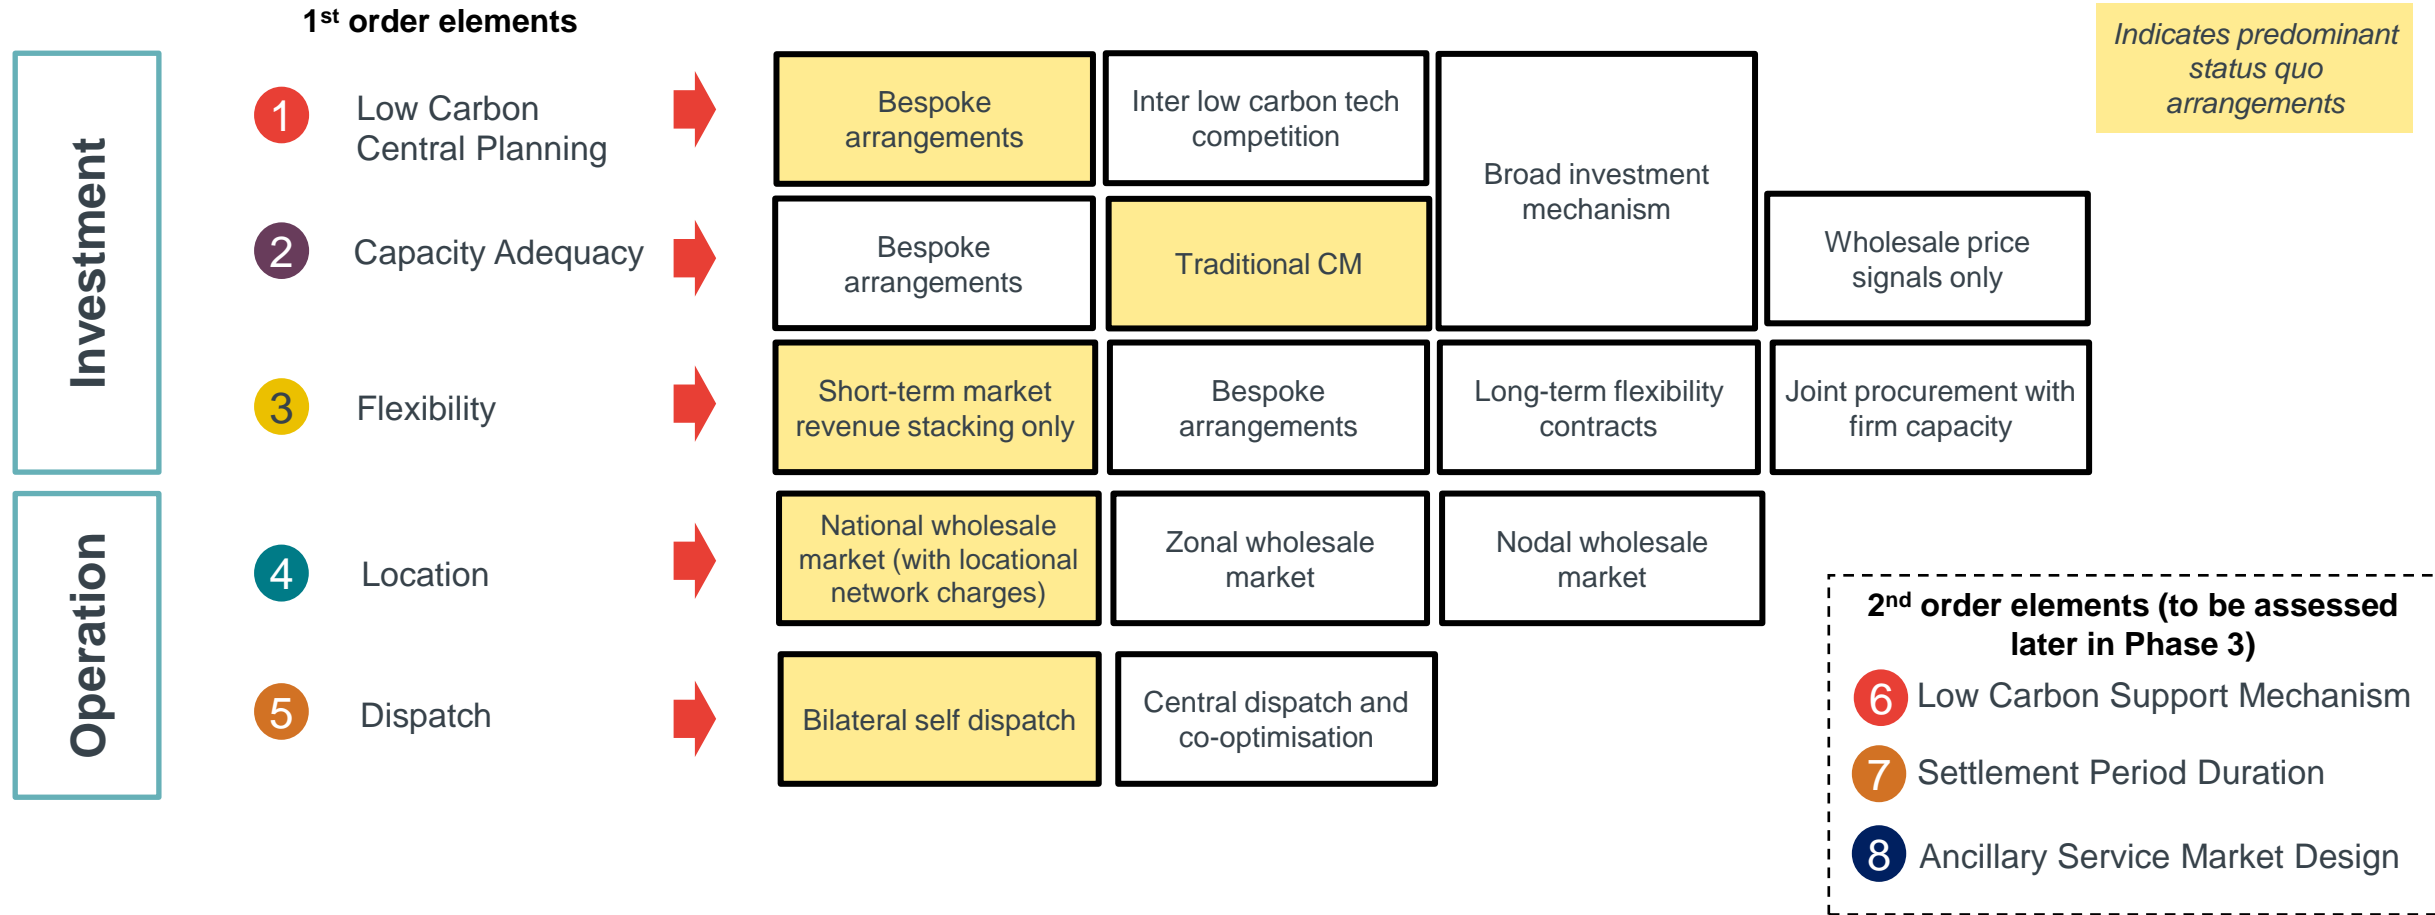 1st order elements
Indicates predominant
status quo
arrangements
Investment
1
Low Carbon
Central Planning
Bespoke
arrangements
Inter low carbon tech
competition
Broad investment
mechanism
2
Capacity Adequacy
Bespoke
arrangements
Traditional CM
Wholesale price
signals only
3
Flexibility
Short-term market
revenue stacking only
Bespoke
arrangements
Long-term flexibility
contracts
Joint procurement with
firm capacity
Operation
4
Location
National wholesale
market (with locational
network charges)
Zonal wholesale
market
Nodal wholesale
market
5
Dispatch
Bilateral self dispatch
Central dispatch and
co-optimisation
2nd order elements (to be assessed
later in Phase 3)
6
Low Carbon Support Mechanism
7
Settlement Period Duration
8
Ancillary Service Market Design